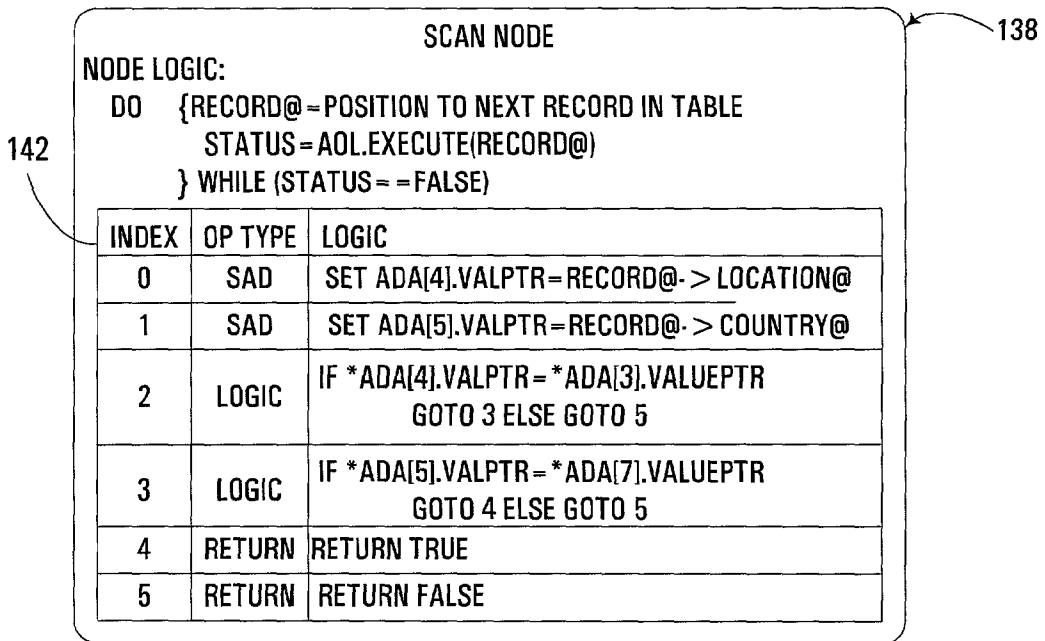 SCAN NODE
138
NODE LOGIC:
DO {RECORD@=POSITION TO NEXT RECORD IN TABLE
STATUS=AOL.EXECUTE(RECORD@)
} WHILE (STATUS==FALSE)
142
INDEX OP TYPE LOGIC
0 SAD SET ADA[4].VALPTR=RECORD@->LOCATION@
1 SAD SET ADA[5].VALPTR=RECORD@->COUNTRY@
2 LOGIC IF *ADA[4].VALPTR=*ADA[3].VALUEPTR
GOTO 3 ELSE GOTO 5
3 LOGIC IF *ADA[5].VALPTR=*ADA[7].VALUEPTR
GOTO 4 ELSE GOTO 5
4 RETURN RETURN TRUE
5 RETURN RETURN FALSE